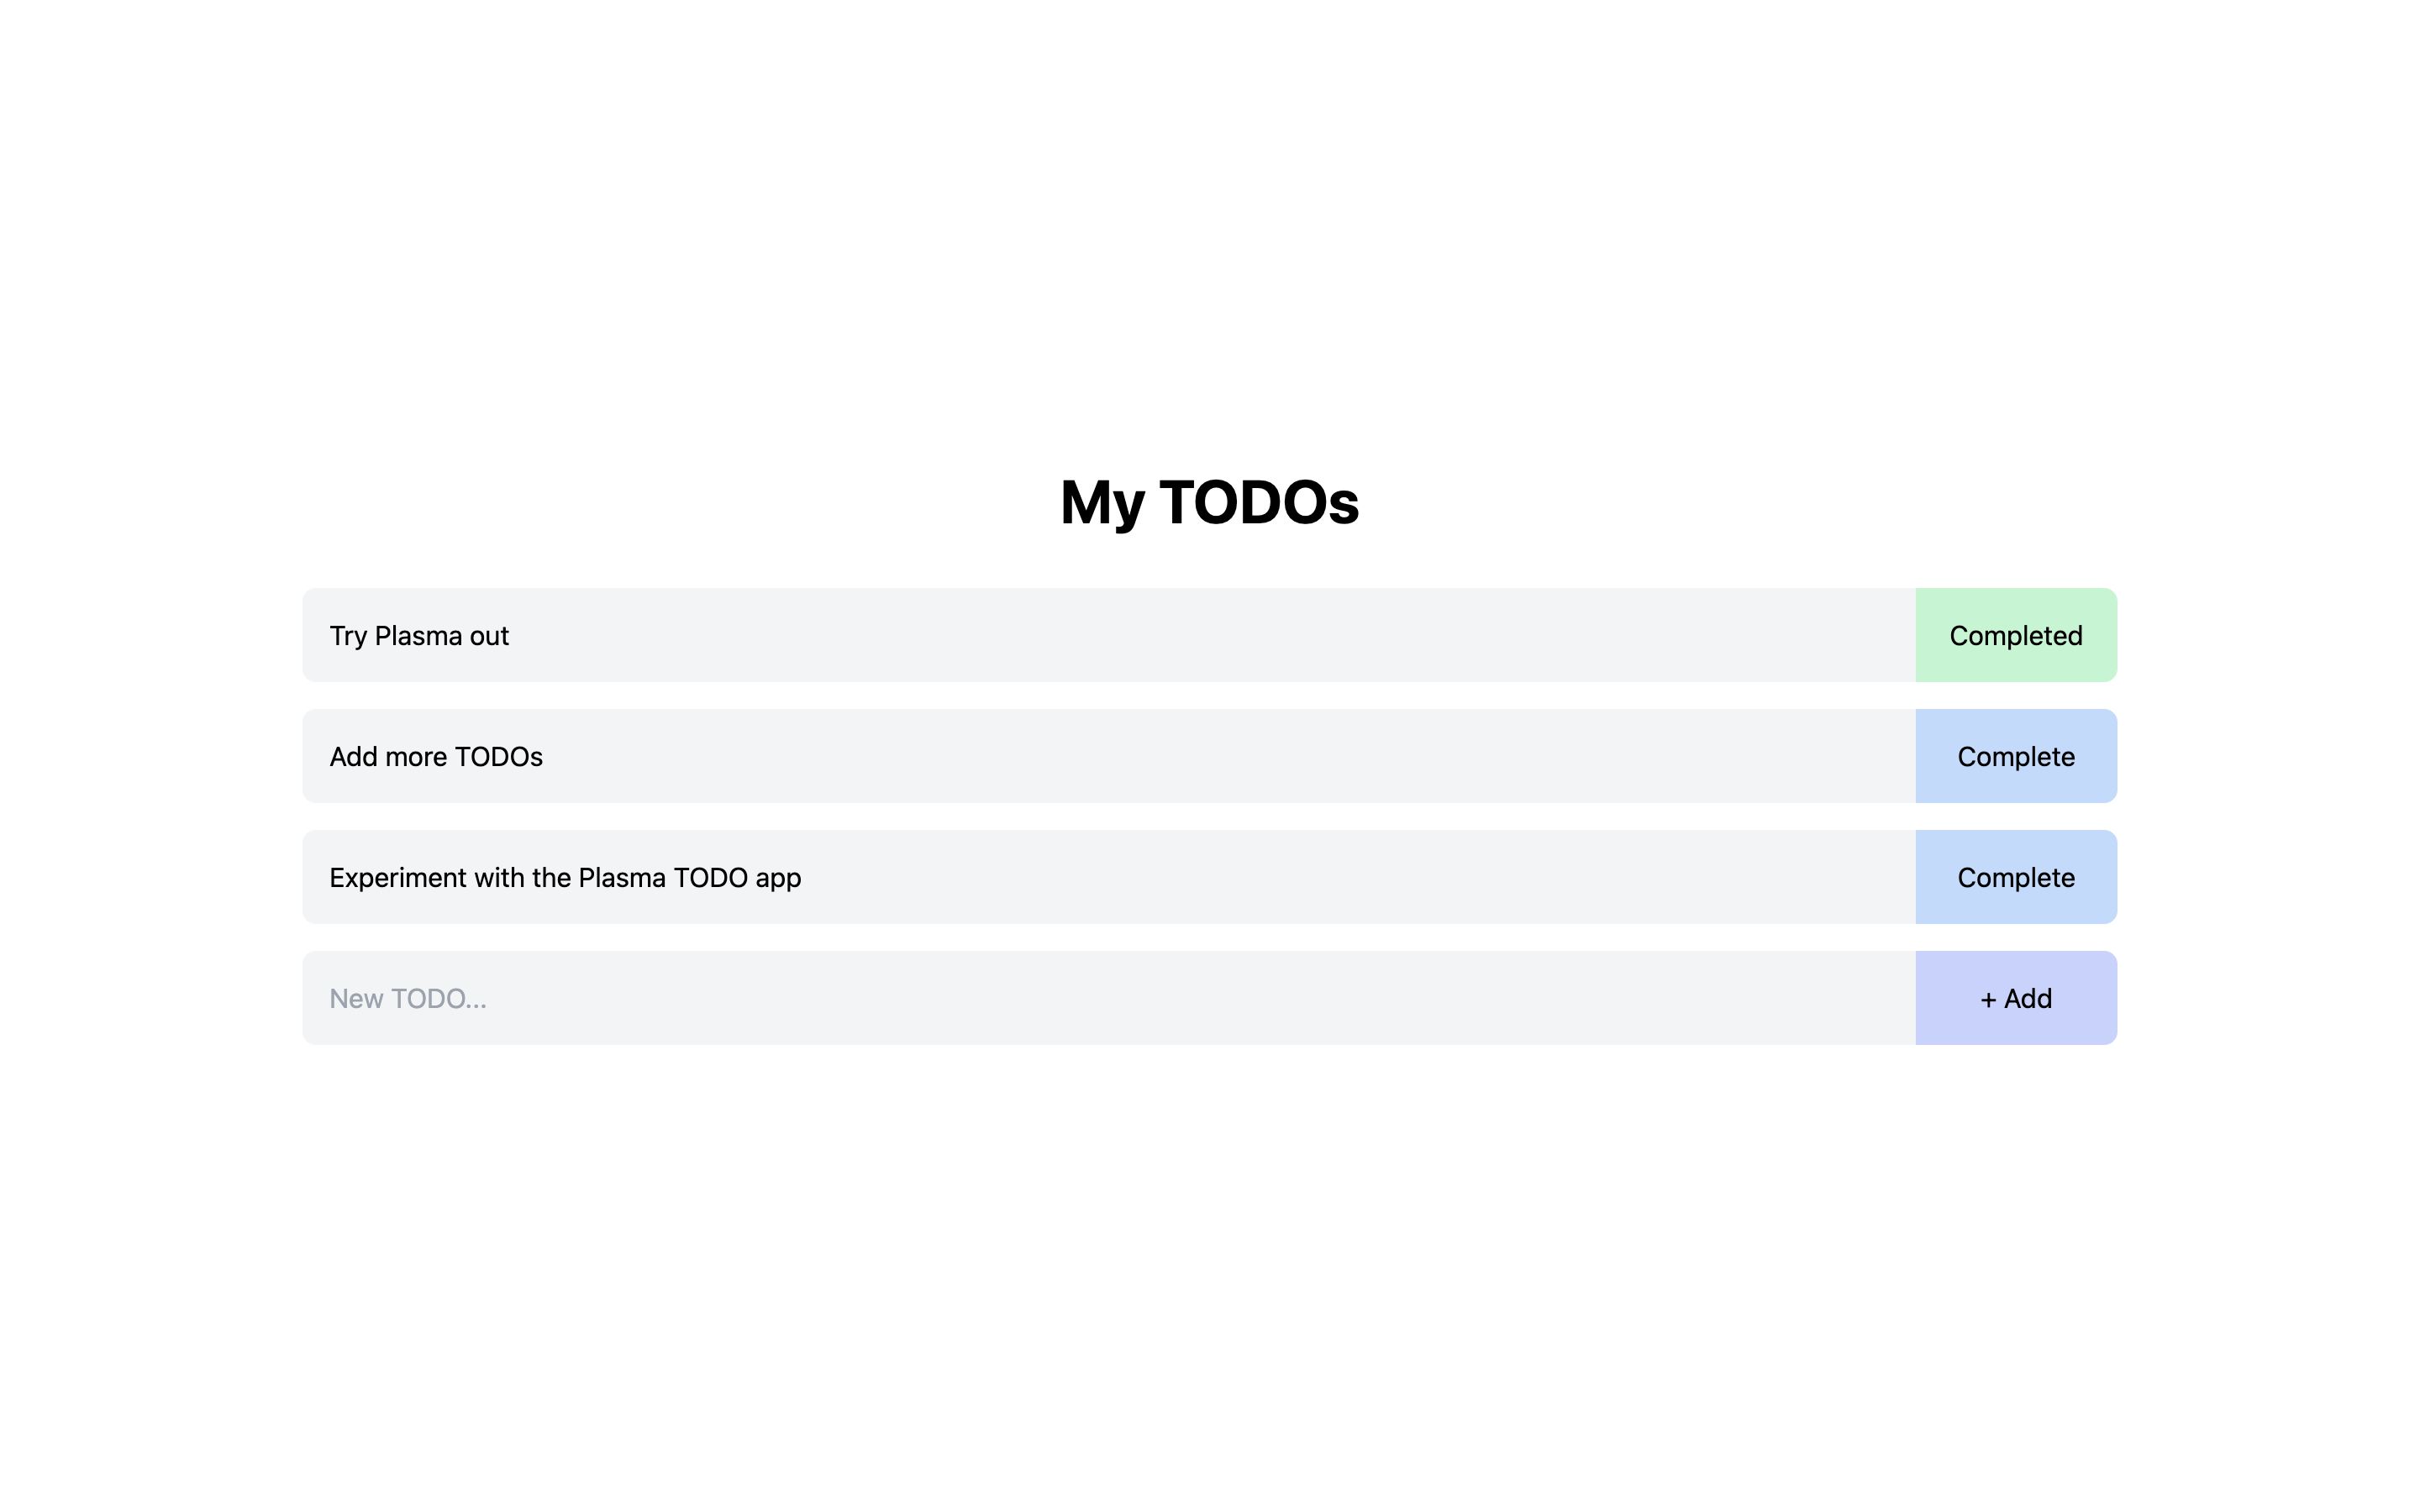 My TODOs
Try Plasma out
Completed
Add more TODOs
Complete
Experiment with the Plasma TODO app
Complete
New TODO...
+ Add